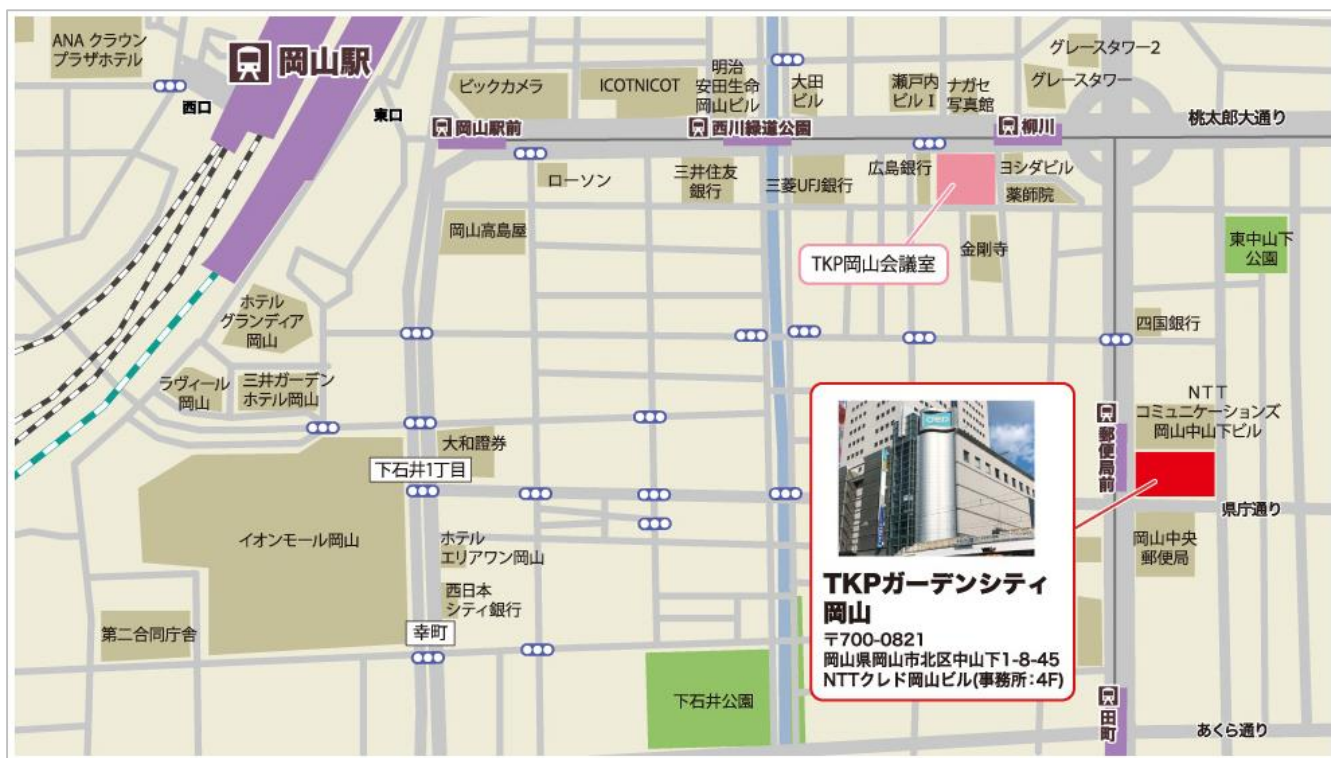 ANA クラウン
プラザホテル
岡山駅
西口
東口
ビックカメラ
ICOTNICOT
明治
安田生命
岡山ビル
大田
ビル
瀬戸内
ビル I
ナガセ
写真館
グレースタワー2
グレースタワー
岡山駅前
西川緑道公園
柳川
桃太郎大通り
ローソン
三井住友
銀行
三菱UFJ銀行
広島銀行
ヨシダビル
薬師院
岡山高島屋
TKP岡山会議室
金剛寺
東中山下
公園
ホテル
グランディア
岡山
四国銀行
ラヴィール
岡山
三井ガーデン
ホテル岡山
NTT
コミュニケーションズ
岡山中山下ビル
大和證券
下石井1丁目
郵便局前
県庁通り
イオンモール岡山
ホテル
エリアワン岡山
岡山中央
郵便局
西日本
シティ銀行
TKPガーデンシティ
岡山
〒700-0821
岡山県岡山市北区中山下1-8-45
NTTクレド岡山ビル(事務所:4F)
第二合同庁舎
幸町
下石井公園
田町
あくら通り